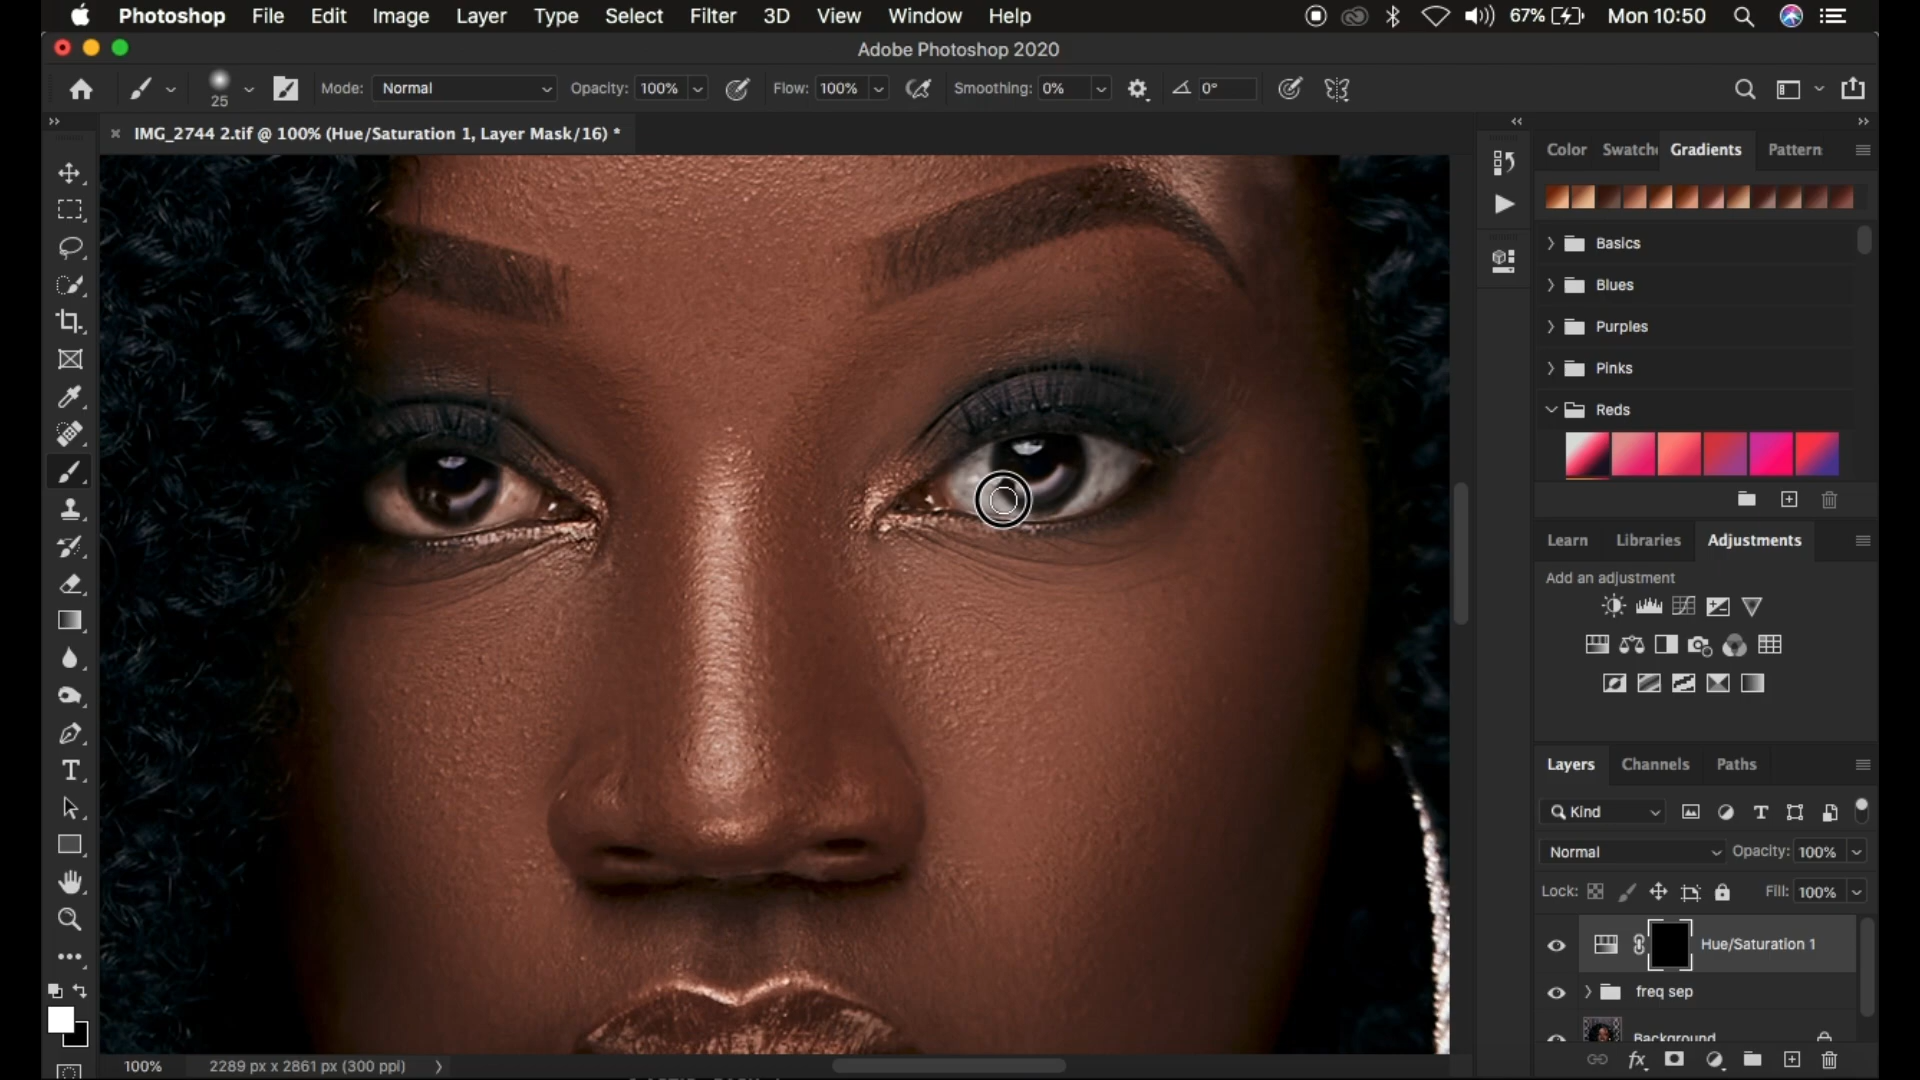 Photoshop File Edit Image Layer Type Select Filter 3D View Window Help 67% Mon 10:50
Adobe Photoshop 2020
25 Mode: Normal Opacity: 100% Flow: 100% Smoothing: 0% 0°
IMG_2744 2.tif @ 100% (Hue/Saturation 1, Layer Mask/16) *
Color Swatche Gradients Pattern
Basics
Blues
Purples
Pinks
Reds
Learn Libraries Adjustments
Add an adjustment
Layers Channels Paths
Kind
Normal Opacity: 100%
Lock: Fill: 100%
Hue/Saturation 1
freq sep
Background
100% 2289 px x 2861 px (300 ppi)